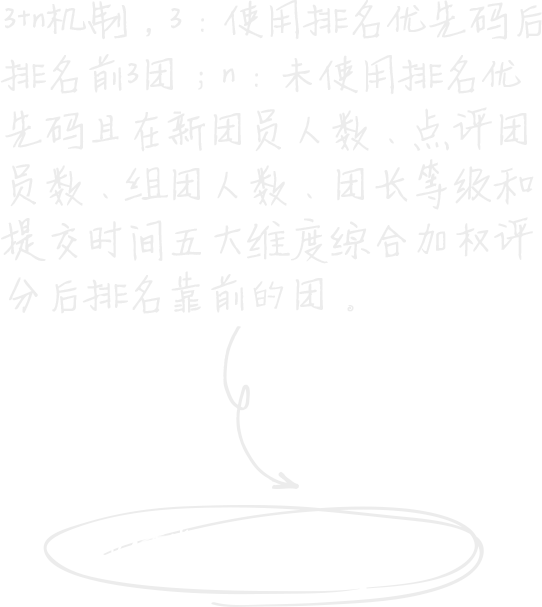 3+n机制，3：使用排名优先码后
排名前3团；n：未使用排名优
先码且在新团员人数、点评团
员数、组团人数、团长等级和
提交时间五大维度综合加权评
分后排名靠前的团。